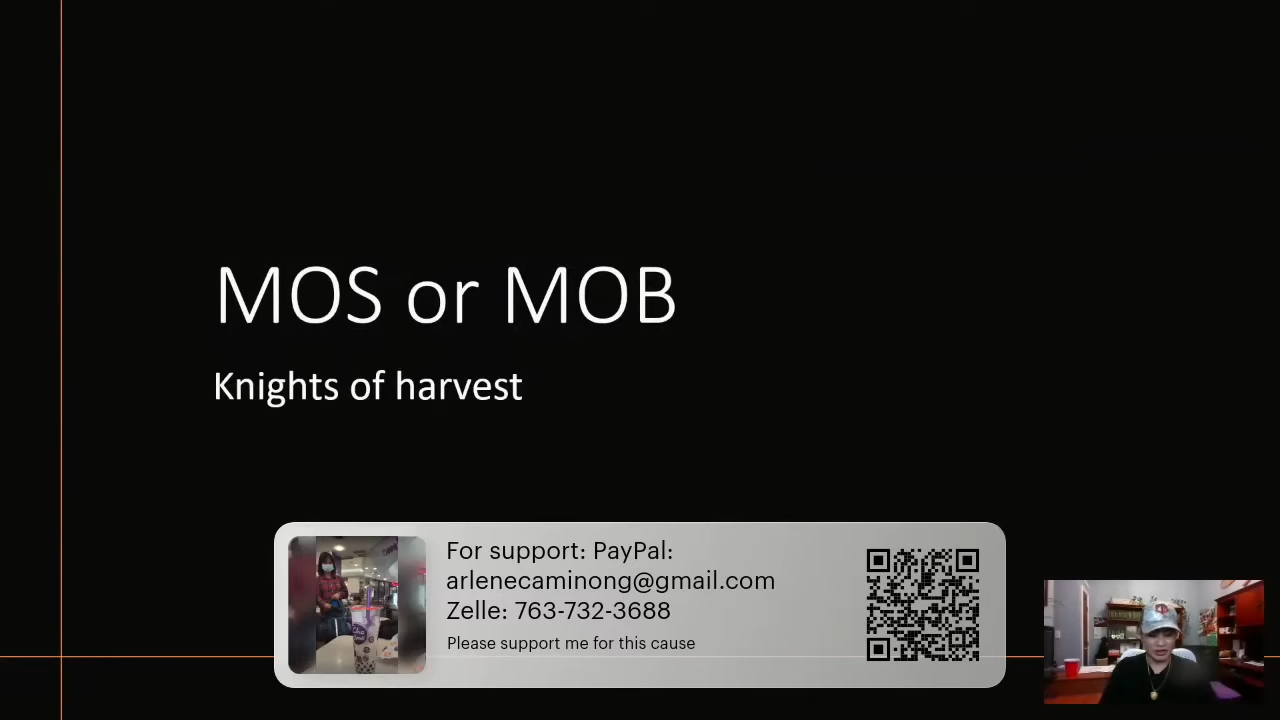 MOS or MOB
Knights of harvest
For support: PayPal:
arlenecaminong@gmail.com
Zelle: 763-732-3688
Please support me for this cause